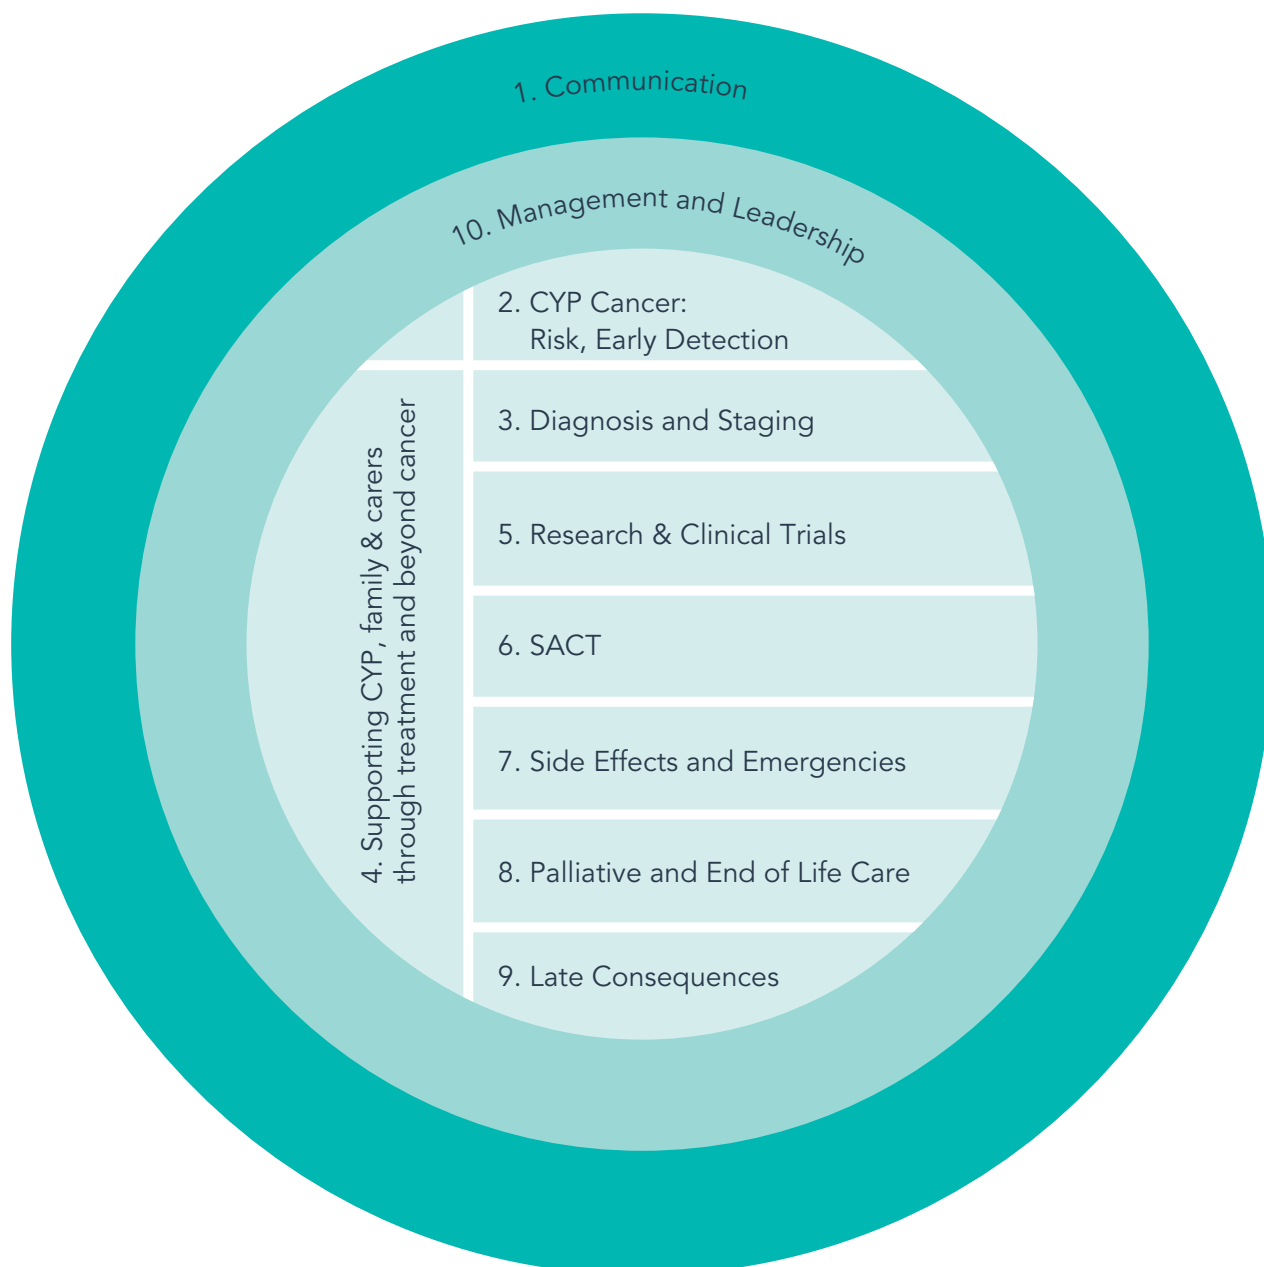 1. Communication
10. Management and Leadership
2. CYP Cancer:
Risk, Early Detection
3. Diagnosis and Staging
4. Supporting CYP, family & carers
through treatment and beyond cancer
5. Research & Clinical Trials
6. SACT
7. Side Effects and Emergencies
8. Palliative and End of Life Care
9. Late Consequences